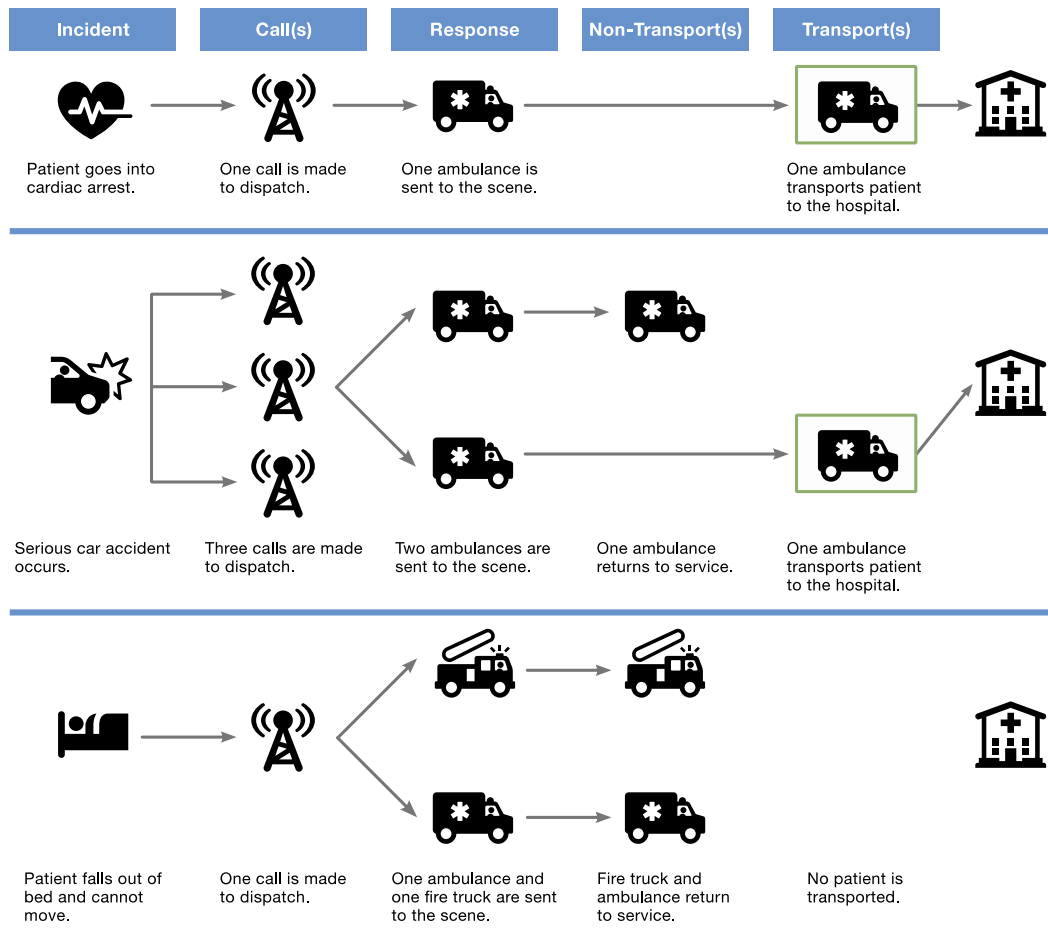 Incident
Call(s)
Response
Non-Transport(s)
Transport(s)
Patient goes into
cardiac arrest.
One call is made
to dispatch.
One ambulance is
sent to the scene.
One ambulance
transports patient
to the hospital.
Serious car accident
occurs.
Three calls are made
to dispatch.
Two ambulances are
sent to the scene.
One ambulance
returns to service.
One ambulance
transports patient
to the hospital.
Patient falls out of
bed and cannot
move.
One call is made
to dispatch.
One ambulance and
one fire truck are sent
to the scene.
Fire truck and
ambulance return
to service.
No patient is
transported.